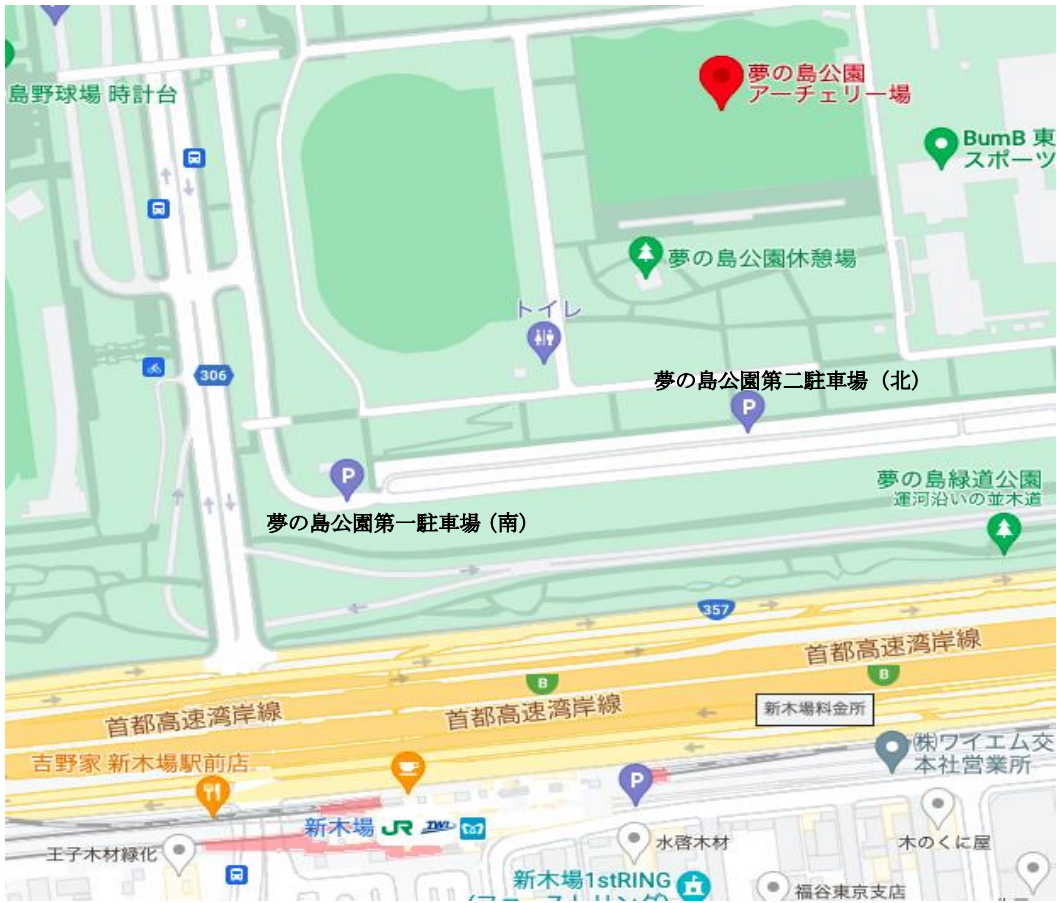 島野球場 時計台
夢の島公園
アーチェリー場
BumB 東
スポーツ
夢の島公園休憩場
トイレ
306
夢の島公園第二駐車場（北）
P
P
夢の島公園第一駐車場（南）
夢の島緑道公園
運河沿いの並木道
357
首都高速湾岸線
B
B
首都高速湾岸線
首都高速湾岸線
新木場料金所
吉野家 新木場駅前店
㈱ワイエム交
本社営業所
P
新木場 JR TWR
王子木材緑化
水啓木材
木のくに屋
新木場1stRING
福谷東京支店